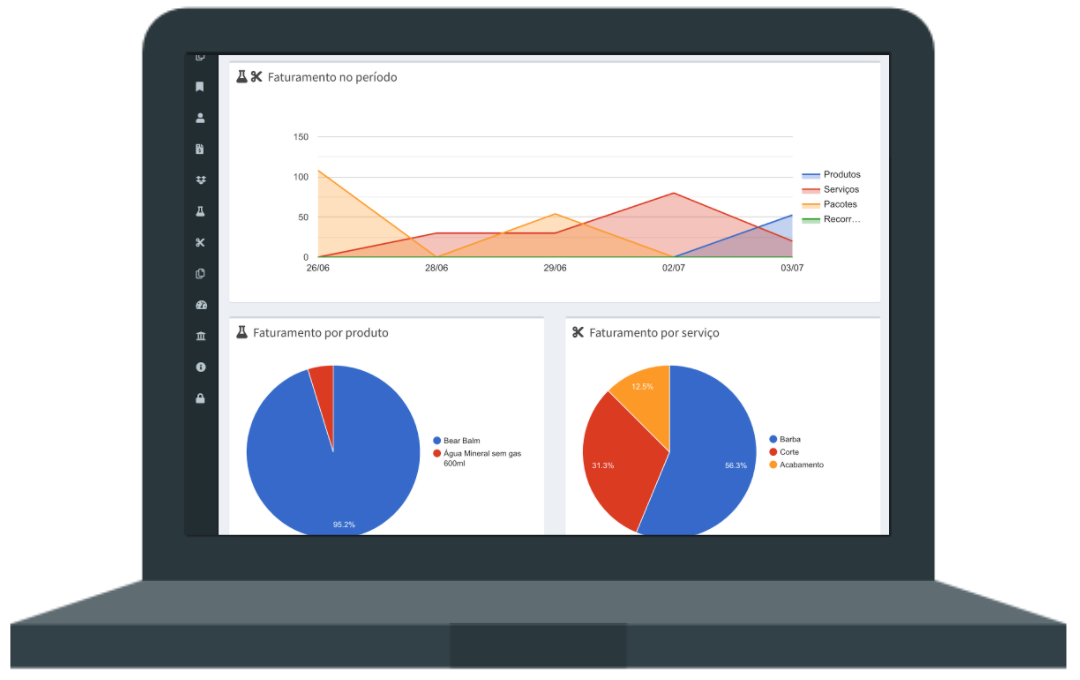 Faturamento no período
150
100
50
0
26/06 28/06 29/06 02/07 03/07
Produtos
Serviços
Pacotes
Recorr…
Faturamento por produto
95.2%
Bear Balm
Água Mineral sem gas
600ml
Faturamento por serviço
12.5%
31.3%
56.3%
Barba
Corte
Acabamento